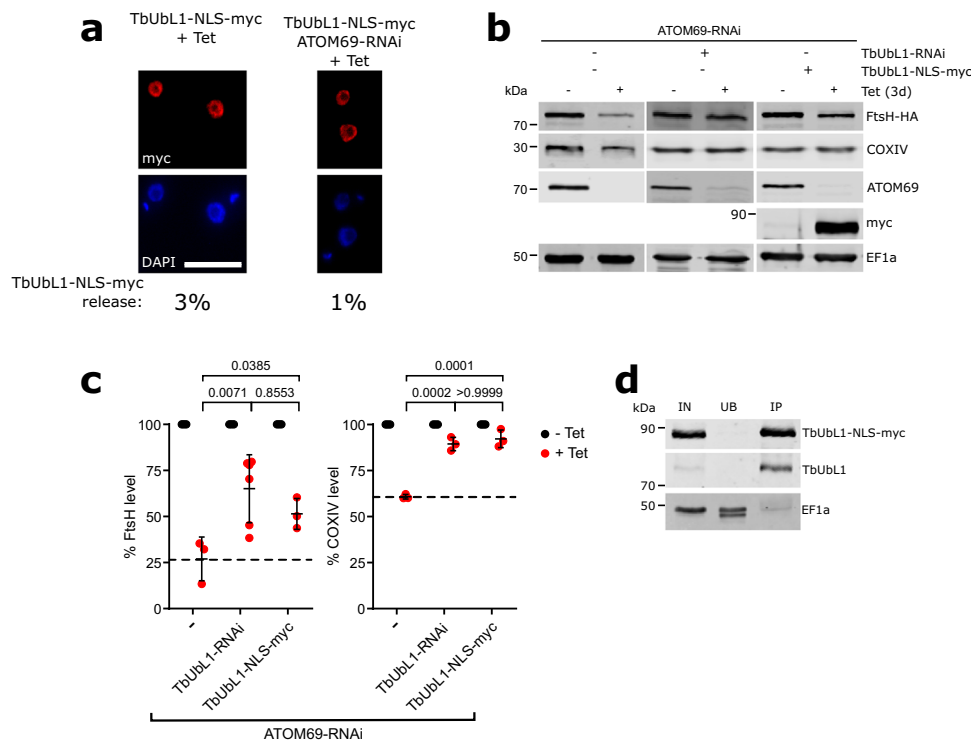 a
TbUbL1-NLS-myc
+ Tet
TbUbL1-NLS-myc
ATOM69-RNAi
+ Tet
myc
DAPI
TbUbL1-NLS-myc
release:
3%
1%
b
ATOM69-RNAi
- + - TbUbL1-RNAi
- - + TbUbL1-NLS-myc
kDa - + - + - + Tet (3d)
70 FtsH-HA
30 COXIV
70 ATOM69
90 myc
50 EF1a
c
0.0385
0.0071 0.8553
100
75
50
25
0
% FtsH level
-
TbUbL1-RNAi
TbUbL1-NLS-myc
0.0001
0.0002 >0.9999
100
75
50
25
0
% COXIV level
-
TbUbL1-RNAi
TbUbL1-NLS-myc
- Tet
+ Tet
ATOM69-RNAi
d
kDa IN UB IP
90 TbUbL1-NLS-myc
TbUbL1
70
50 EF1a